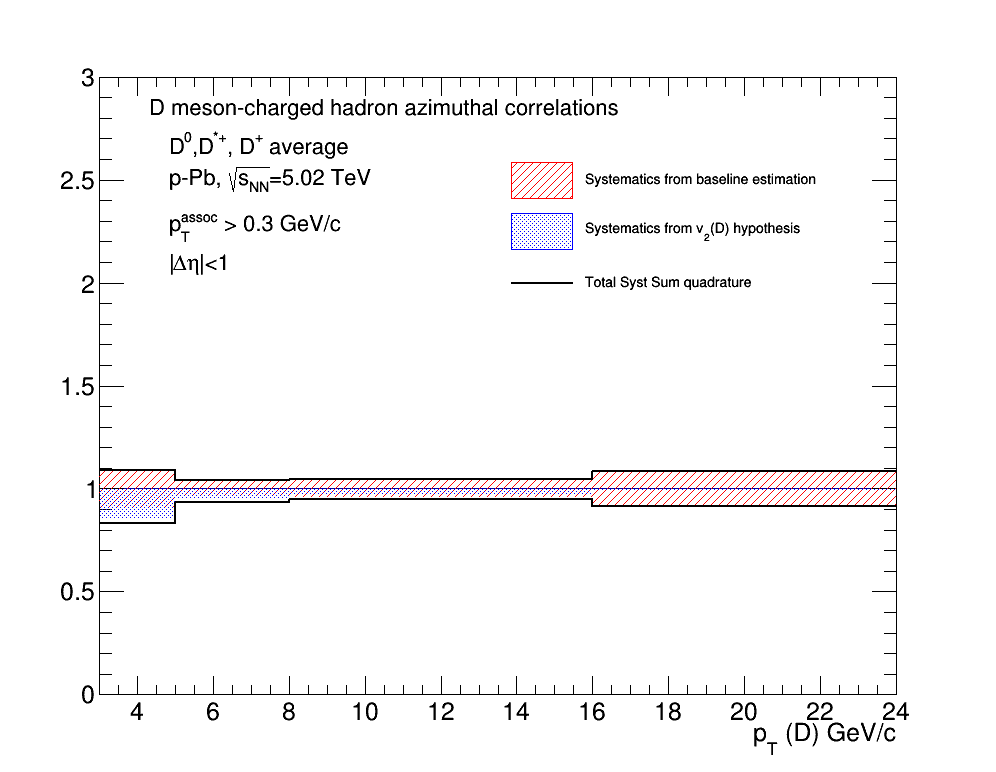 D meson-charged hadron azimuthal correlations
D⁰,D*⁺, D⁺ average
p-Pb, √s_NN=5.02 TeV
p_T^assoc > 0.3 GeV/c
|Δη|<1
Systematics from baseline estimation
Systematics from v₂(D) hypothesis
Total Syst Sum quadrature
3
2.5
2
1.5
1
0.5
0
4 6 8 10 12 14 16 18 20 22 24
p_T (D) GeV/c